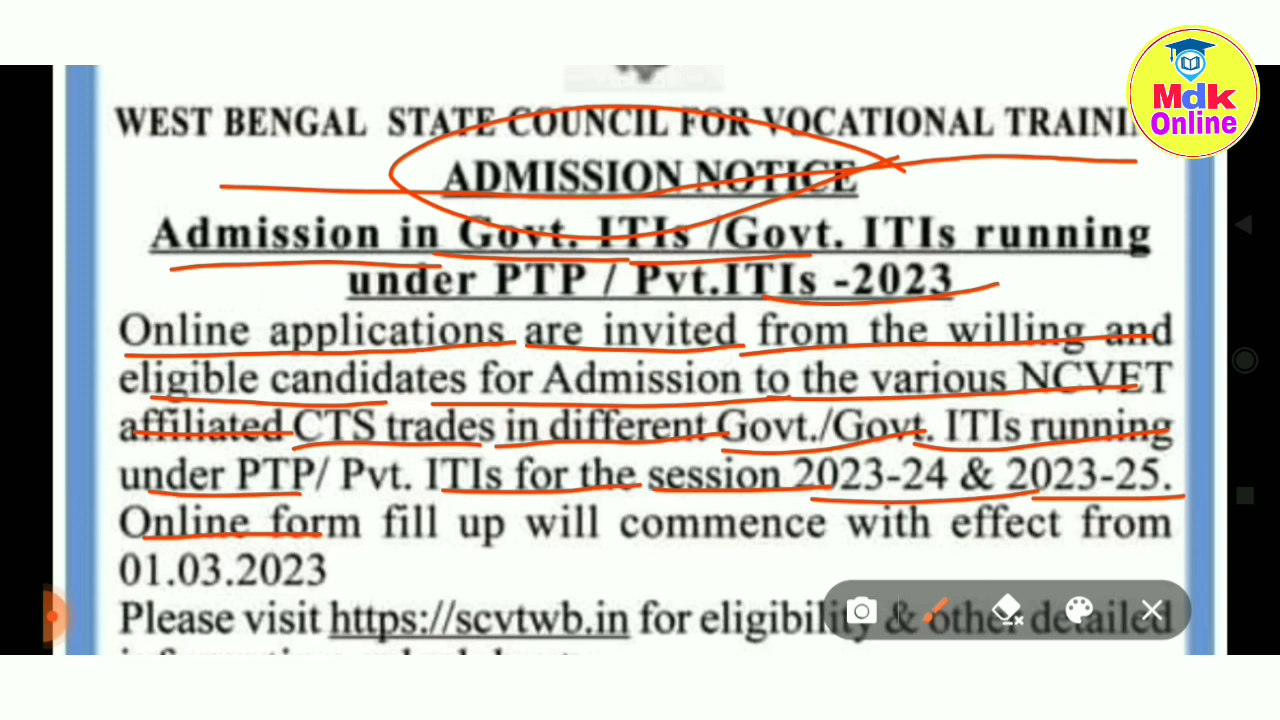 Mdk
Online
WEST BENGAL STATE COUNCIL FOR VOCATIONAL
ADMISSION NOTICE
Admission in Govt. ITIs /Govt. ITIs running
under PTP / Pvt.ITIs -2023
Online applications are invited from the willing and
eligible candidates for Admission to the various NCVET
affiliated CTS trades in different Govt./Govt. ITIs running
under PTP/ Pvt. ITIs for the session 2023-24 & 2023-25.
Online form fill up will commence with effect from
01.03.2023
Please visit https://scvtwb.in for eligibility & other detailed